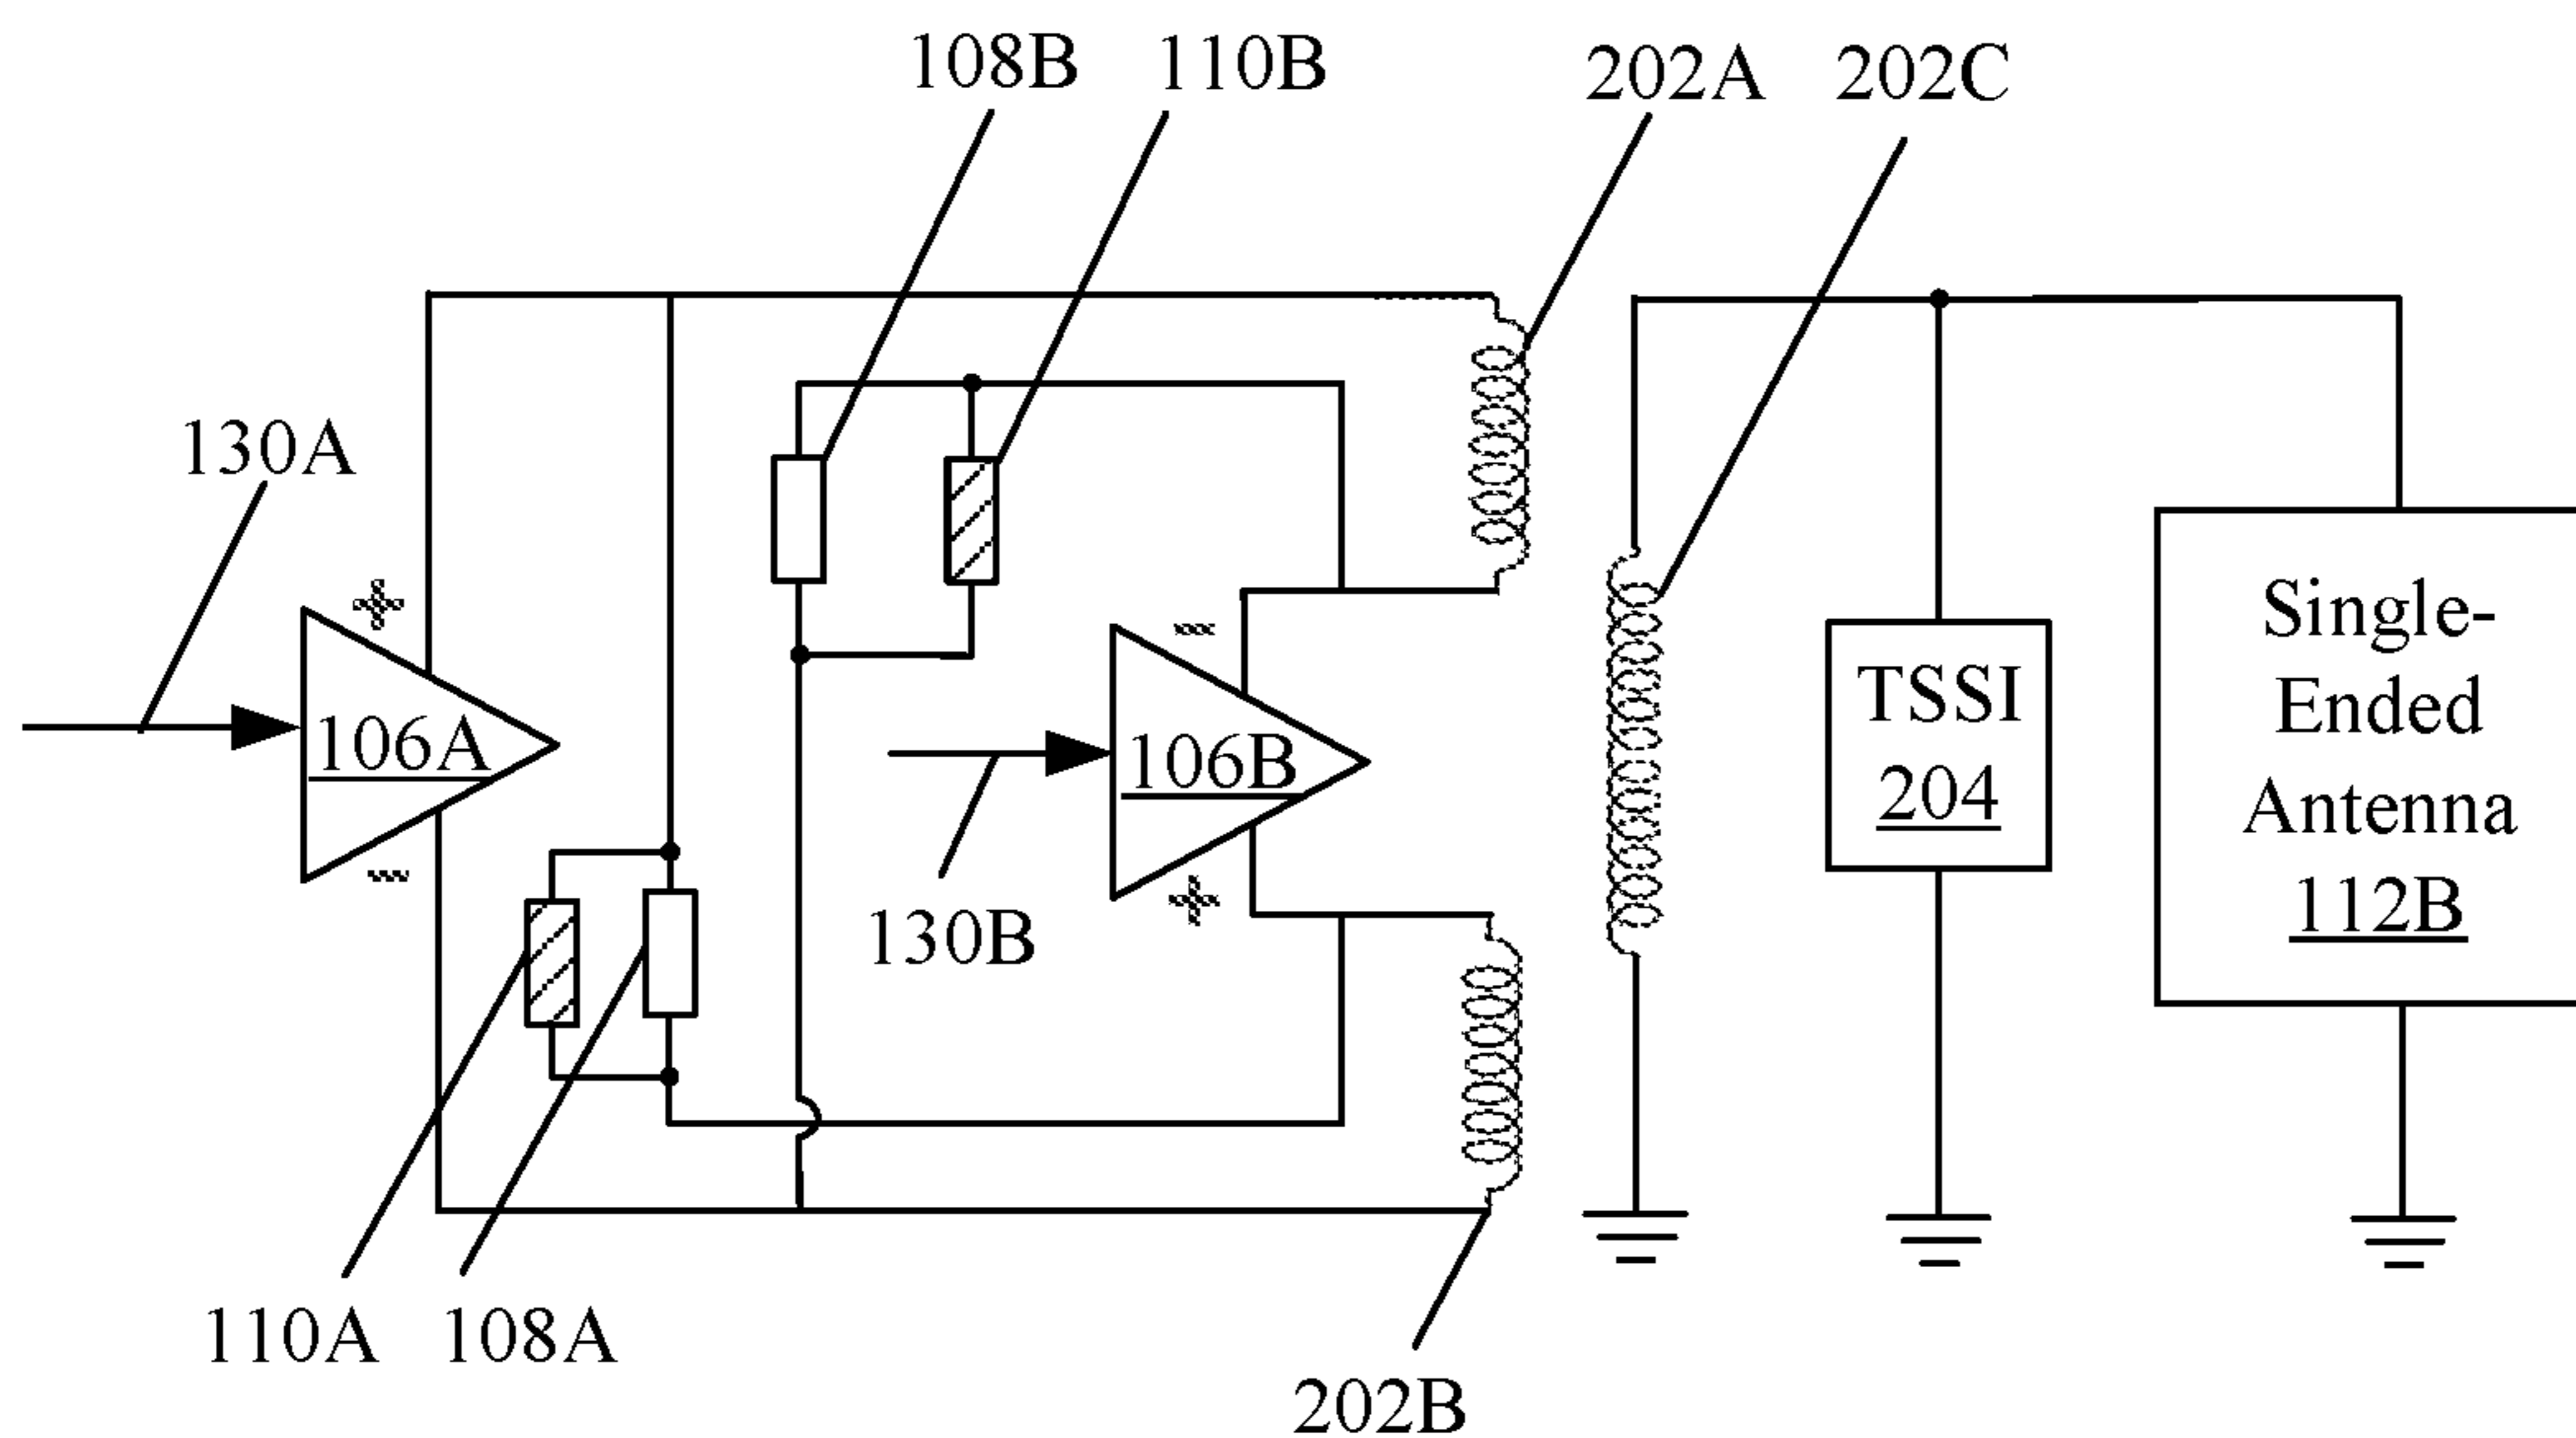 108B
110B
202A
202C
130A
+
-
106A
-
+
106B
-
130B
TSSI
204
Single-
Ended
Antenna
112B
110A
108A
202B